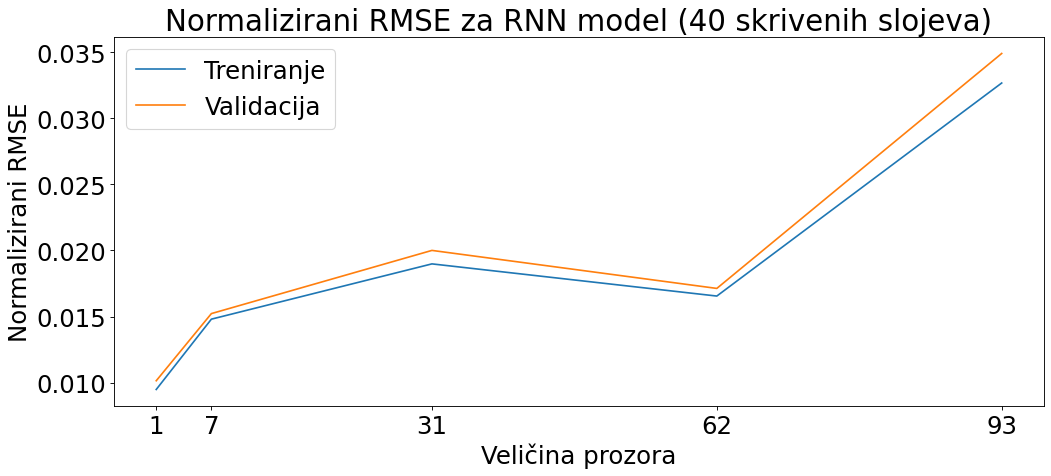 Normalizirani RMSE za RNN model (40 skrivenih slojeva)
Treniranje
Validacija
Normalizirani RMSE
0.035
0.030
0.025
0.020
0.015
0.010
1 7 31 62 93
Veličina prozora